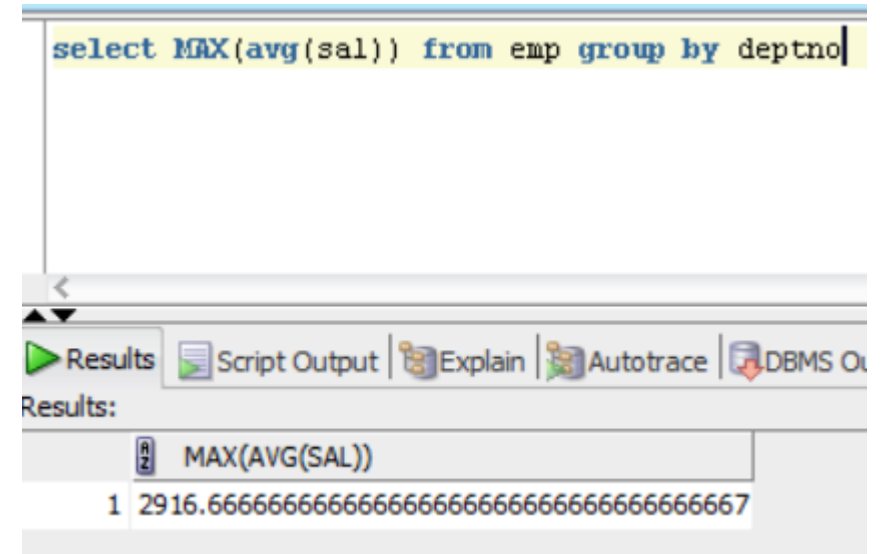 select MAX(avg(sal)) from emp group by deptno
Results
Script Output
Explain
Autotrace
DBMS Ou
Results:
MAX(AVG(SAL))
1 2916.666666666666666666666666666666666667